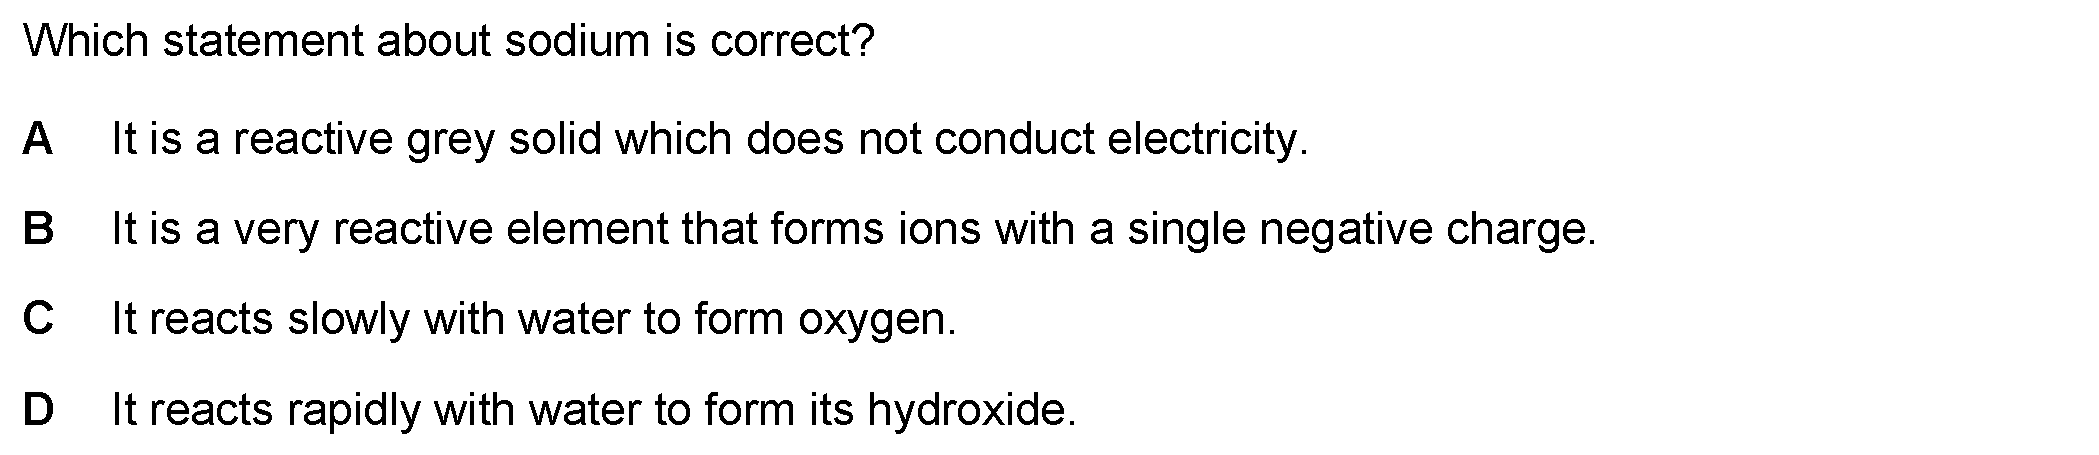 Which statement about sodium is correct?
A It is a reactive grey solid which does not conduct electricity.
B It is a very reactive element that forms ions with a single negative charge.
C It reacts slowly with water to form oxygen.
D It reacts rapidly with water to form its hydroxide.